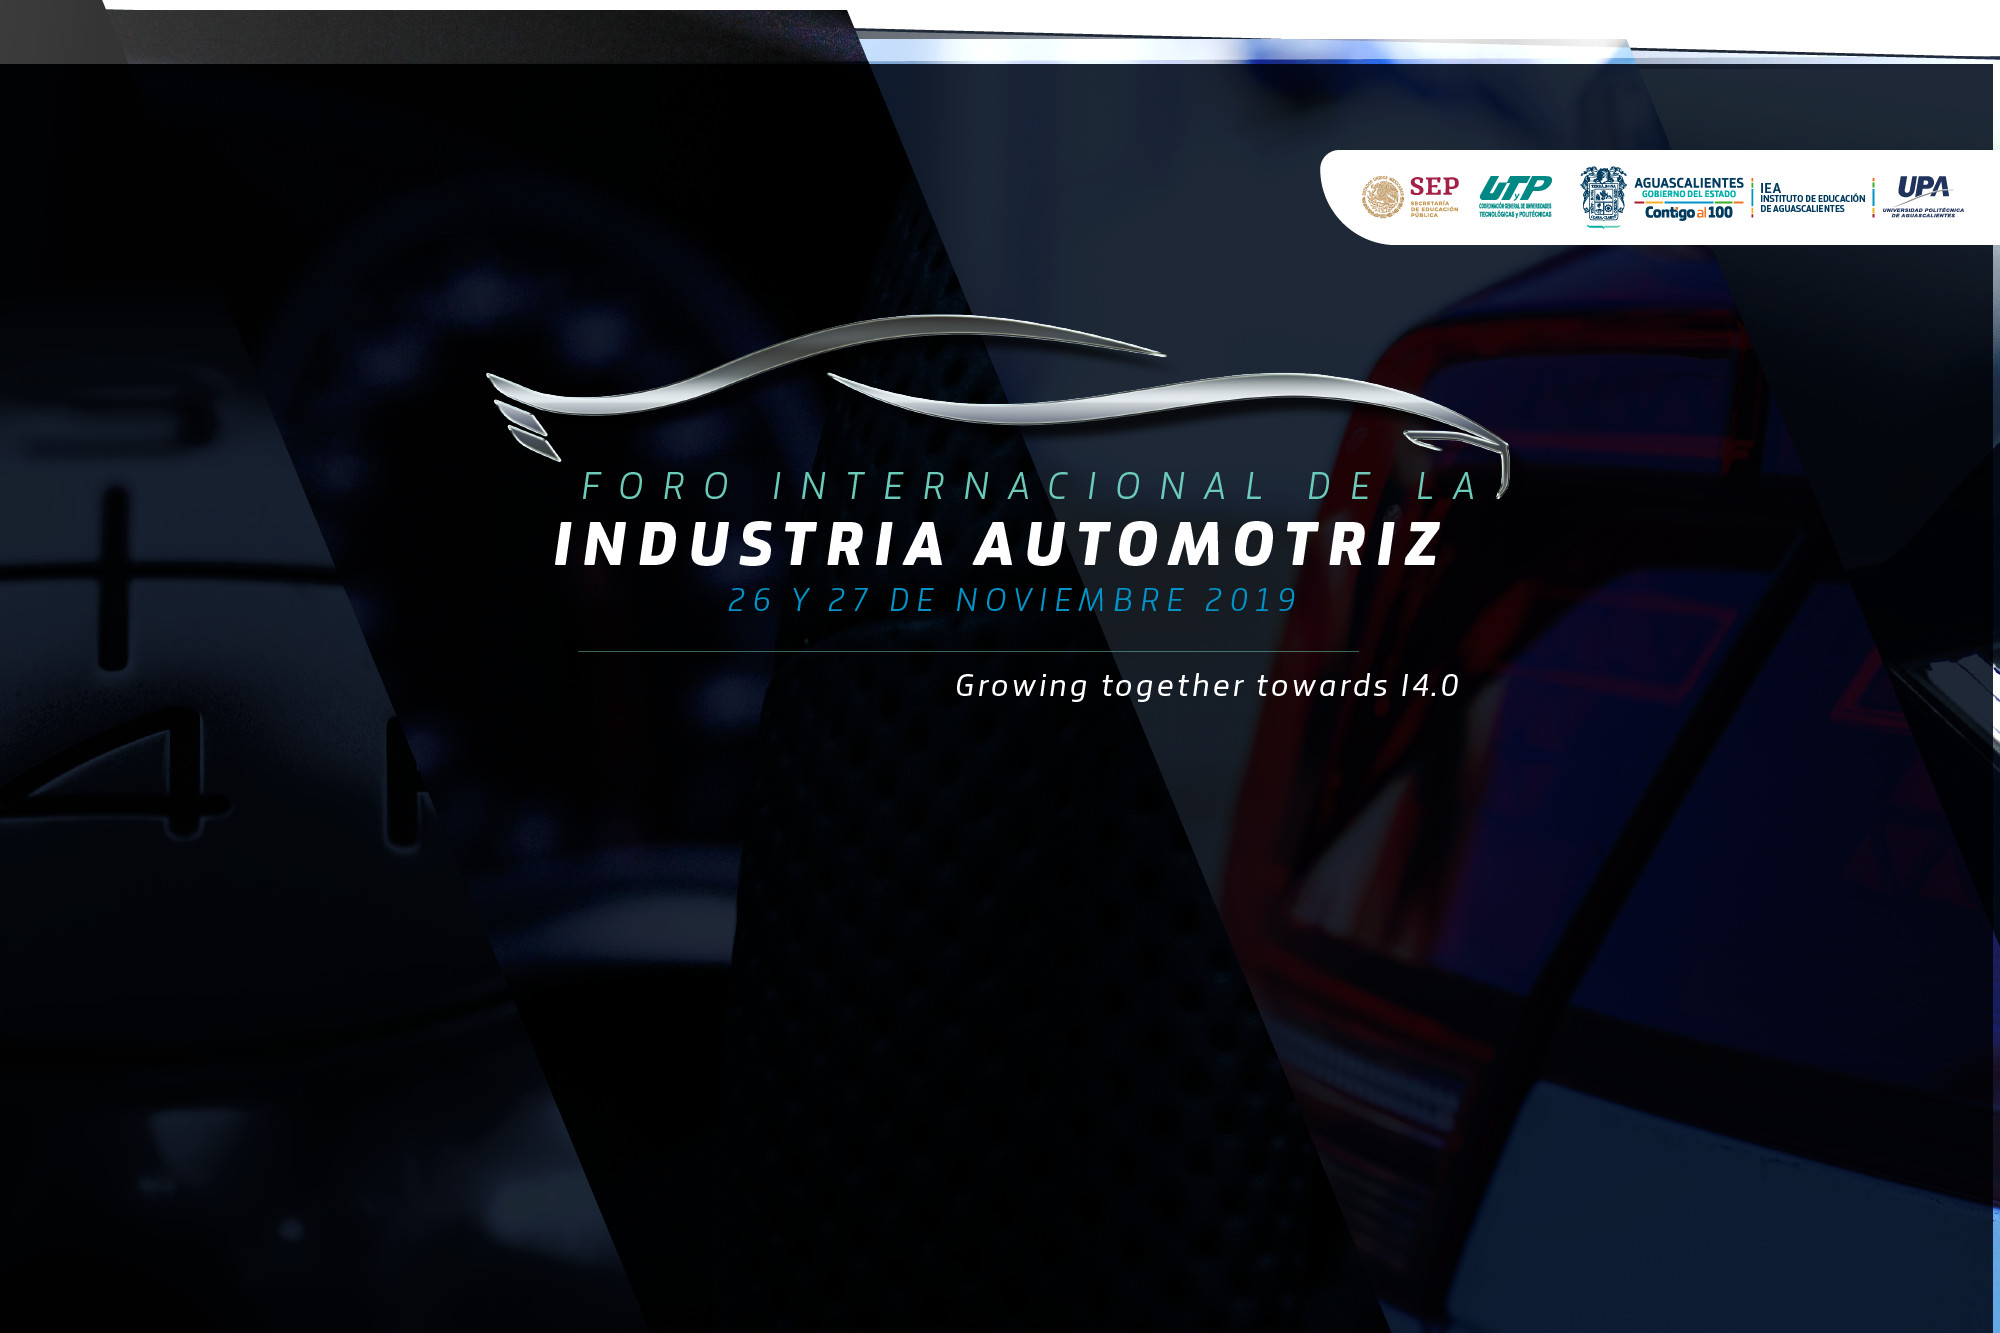 SEP
SECRETARÍA
DE EDUCACIÓN
PÚBLICA
UTyP
COORDINACIÓN GENERAL DE UNIVERSIDADES
TECNOLÓGICAS y POLITÉCNICAS
AGUASCALIENTES
GOBIERNO DEL ESTADO
Contigo al 100
IEA
INSTITUTO DE EDUCACIÓN
DE AGUASCALIENTES
UPA
UNIVERSIDAD POLITÉCNICA
DE AGUASCALIENTES
FORO INTERNACIONAL DE LA
INDUSTRIA AUTOMOTRIZ
26 Y 27 DE NOVIEMBRE 2019
Growing together towards I4.0
4